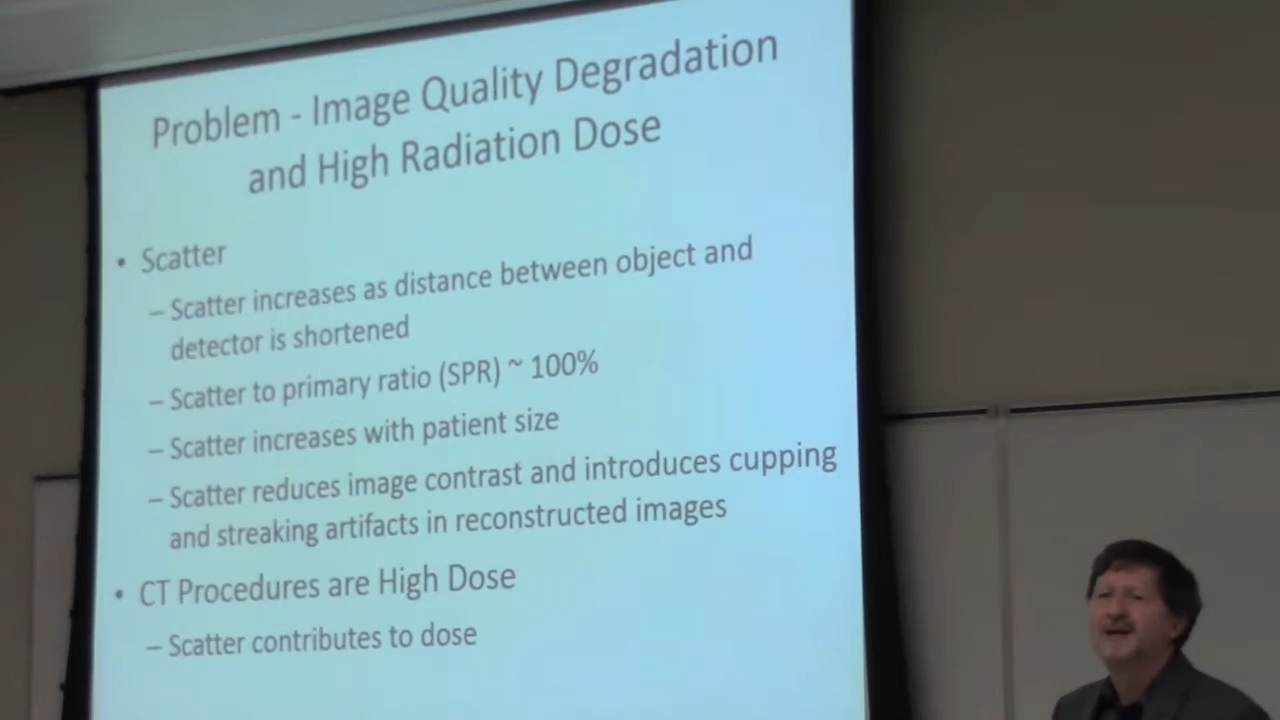 Problem - Image Quality Degradation
and High Radiation Dose
• Scatter
– Scatter increases as distance between object and
detector is shortened
– Scatter to primary ratio (SPR) ~ 100%
– Scatter increases with patient size
– Scatter reduces image contrast and introduces cupping
and streaking artifacts in reconstructed images
• CT Procedures are High Dose
– Scatter contributes to dose